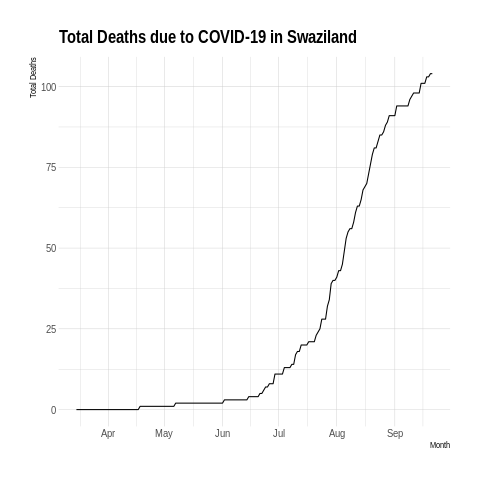 Total Deaths due to COVID-19 in Swaziland
Total Deaths
100
75
50
25
0
Apr May Jun Jul Aug Sep
Month